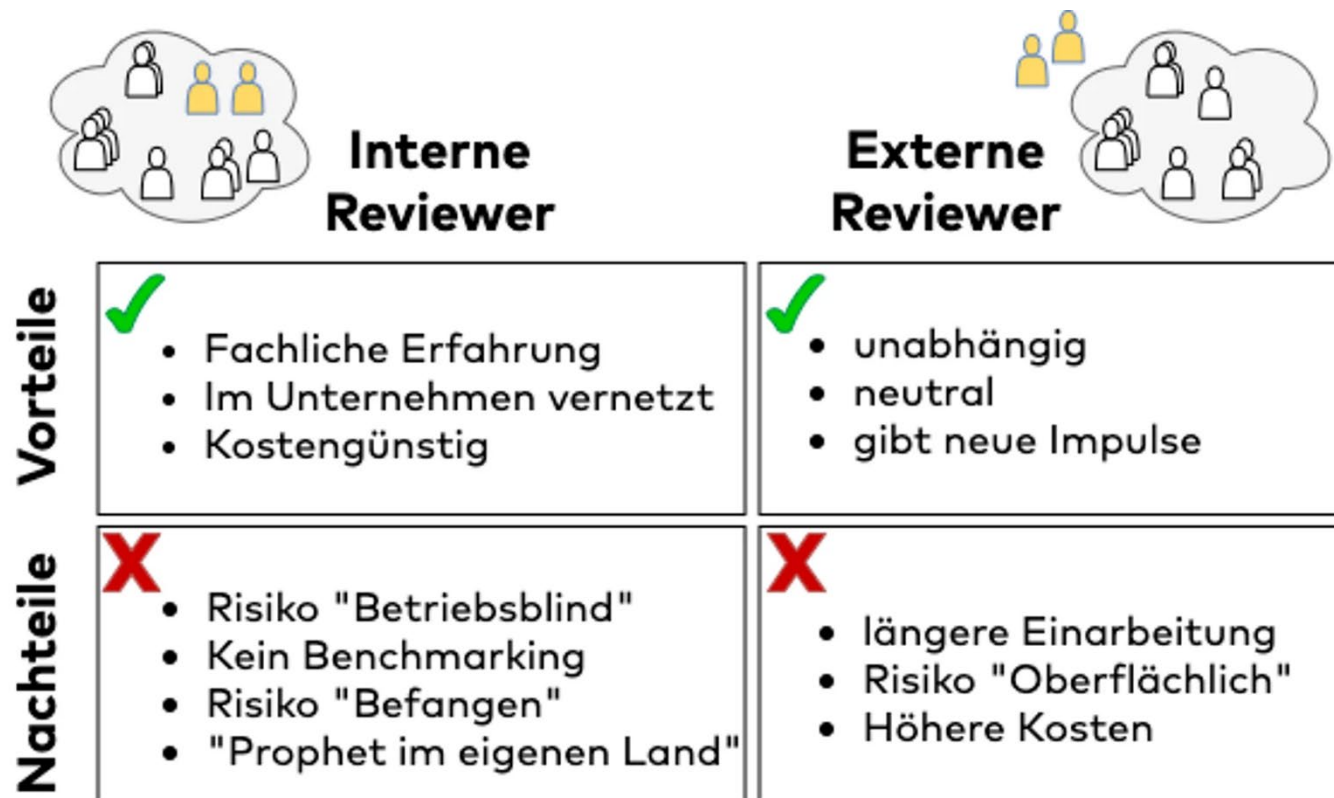 Interne
Reviewer
Externe
Reviewer
Vorteile
• Fachliche Erfahrung
• Im Unternehmen vernetzt
• Kostengünstig
• unabhängig
• neutral
• gibt neue Impulse
Nachteile
• Risiko "Betriebsblind"
• Kein Benchmarking
• Risiko "Befangen"
• "Prophet im eigenen Land"
• längere Einarbeitung
• Risiko "Oberflächlich"
• Höhere Kosten